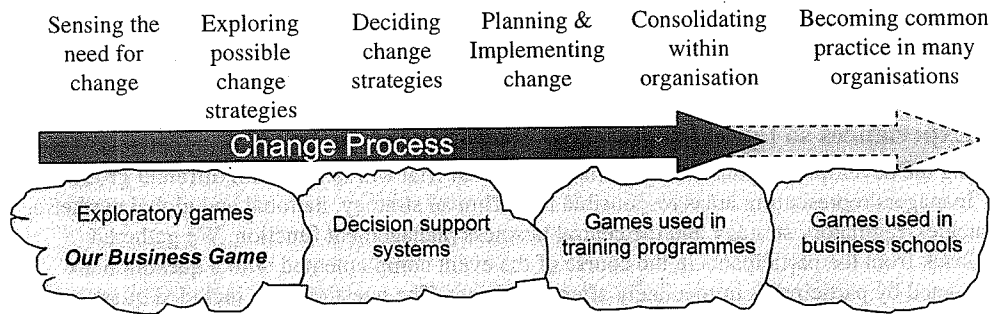 Sensing the
need for
change
Exploring
possible
change
strategies
Deciding
change
strategies
Planning &
Implementing
change
Consolidating
within
organisation
Becoming common
practice in many
organisations
Change Process
Exploratory games
Our Business Game
Decision support
systems
Games used in
training programmes
Games used in
business schools